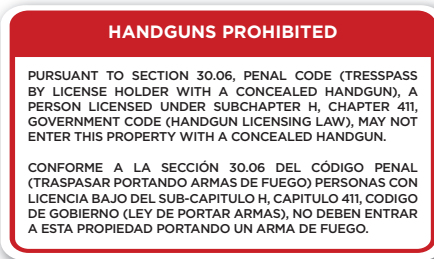 HANDGUNS PROHIBITED
PURSUANT TO SECTION 30.06, PENAL CODE (TRESSPASS
BY LICENSE HOLDER WITH A CONCEALED HANDGUN), A
PERSON LICENSED UNDER SUBCHAPTER H, CHAPTER 411,
GOVERNMENT CODE (HANDGUN LICENSING LAW), MAY NOT
ENTER THIS PROPERTY WITH A CONCEALED HANDGUN.
CONFORME A LA SECCIÓN 30.06 DEL CÓDIGO PENAL
(TRASPASAR PORTANDO ARMAS DE FUEGO) PERSONAS CON
LICENCIA BAJO DEL SUB-CAPITULO H, CAPITULO 411, CODIGO
DE GOBIERNO (LEY DE PORTAR ARMAS), NO DEBEN ENTRAR
A ESTA PROPIEDAD PORTANDO UN ARMA DE FUEGO.